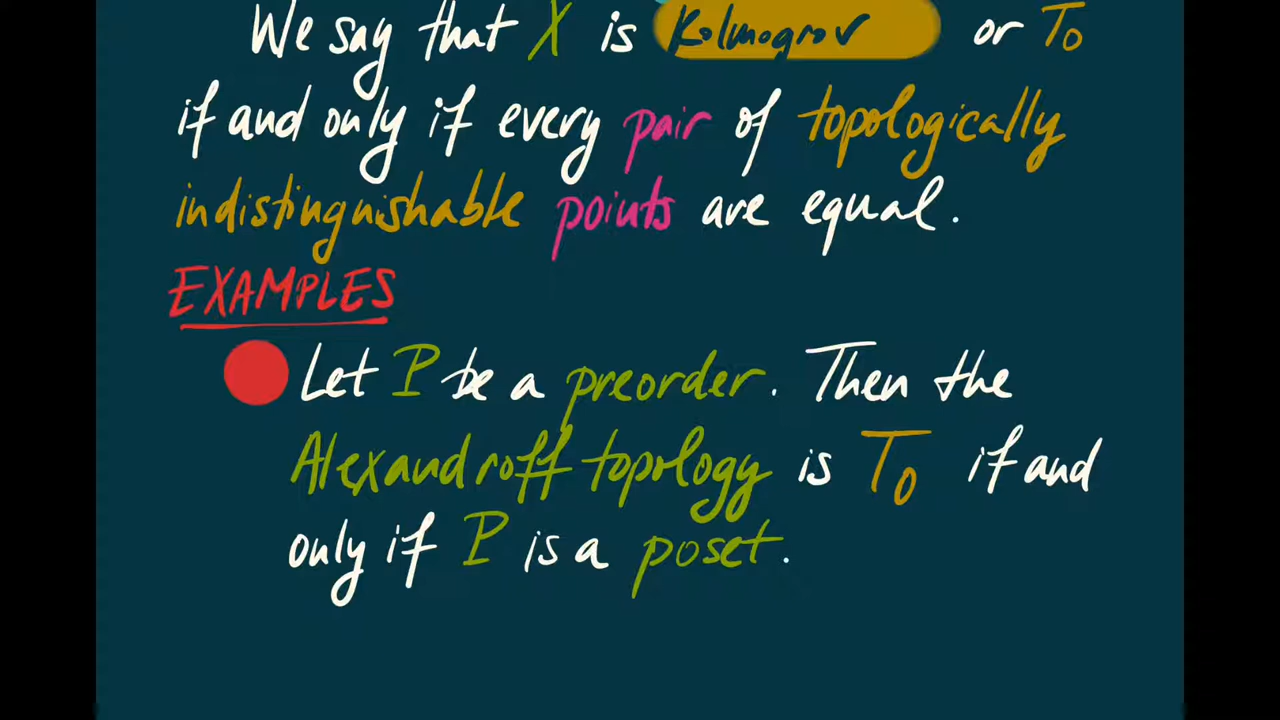 We say that X is Kolmogrov or T₀
if and only if every pair of topologically
indistinguishable points are equal.
EXAMPLES
Let P be a preorder. Then the
Alexandroff topology is T₀ if and
only if P is a poset.